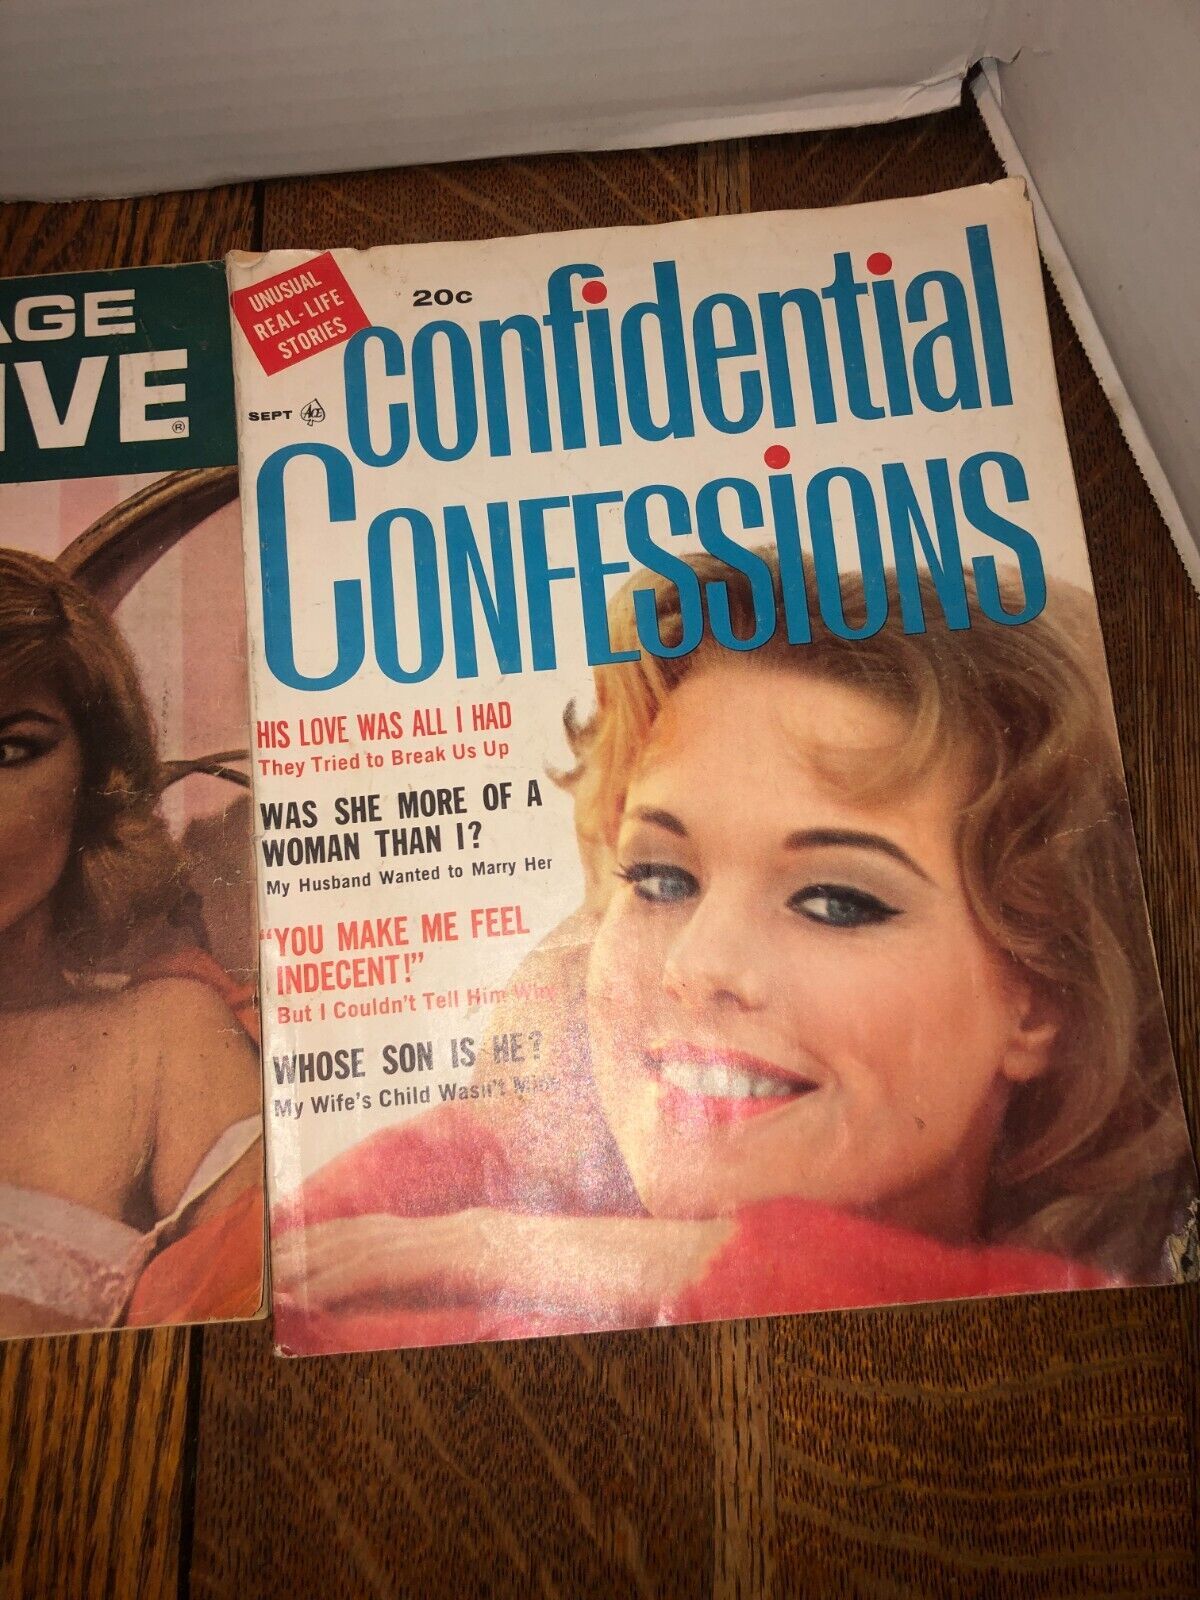 AGE
IVE®
UNUSUAL
REAL-LIFE
STORIES
20c
SEPT ACE
confidential
CONFESSiONS
HIS LOVE WAS ALL I HAD
They Tried to Break Us Up
WAS SHE MORE OF A
WOMAN THAN I?
My Husband Wanted to Marry Her
"YOU MAKE ME FEEL
INDECENT!"
But I Couldn't Tell Him Why
WHOSE SON IS HE?
My Wife's Child Wasn't Mine